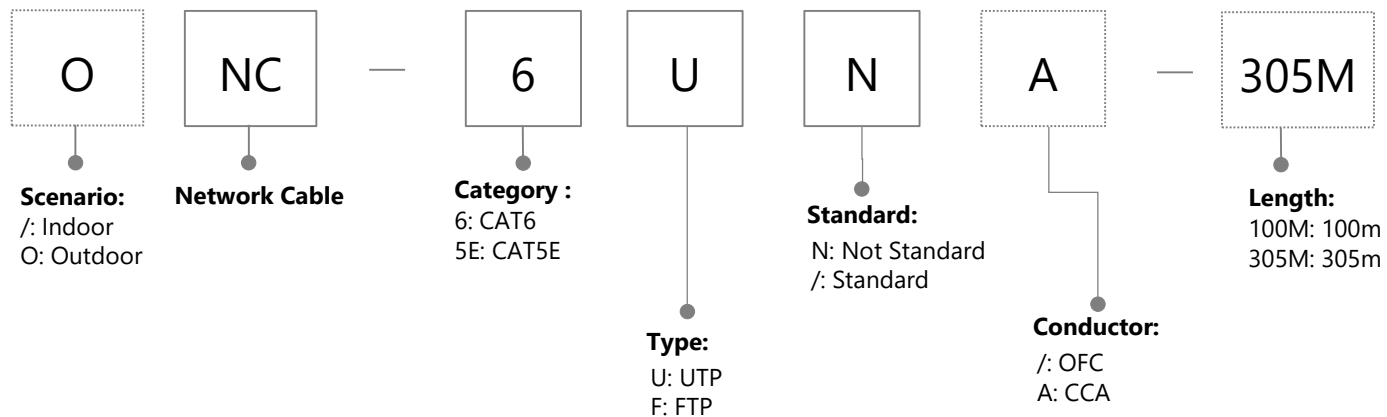 O NC — 6 U N A — 305M
Scenario:
/: Indoor
O: Outdoor
Network Cable
Category :
6: CAT6
5E: CAT5E
Type:
U: UTP
F: FTP
Standard:
N: Not Standard
/: Standard
Conductor:
/: OFC
A: CCA
Length:
100M: 100m
305M: 305m